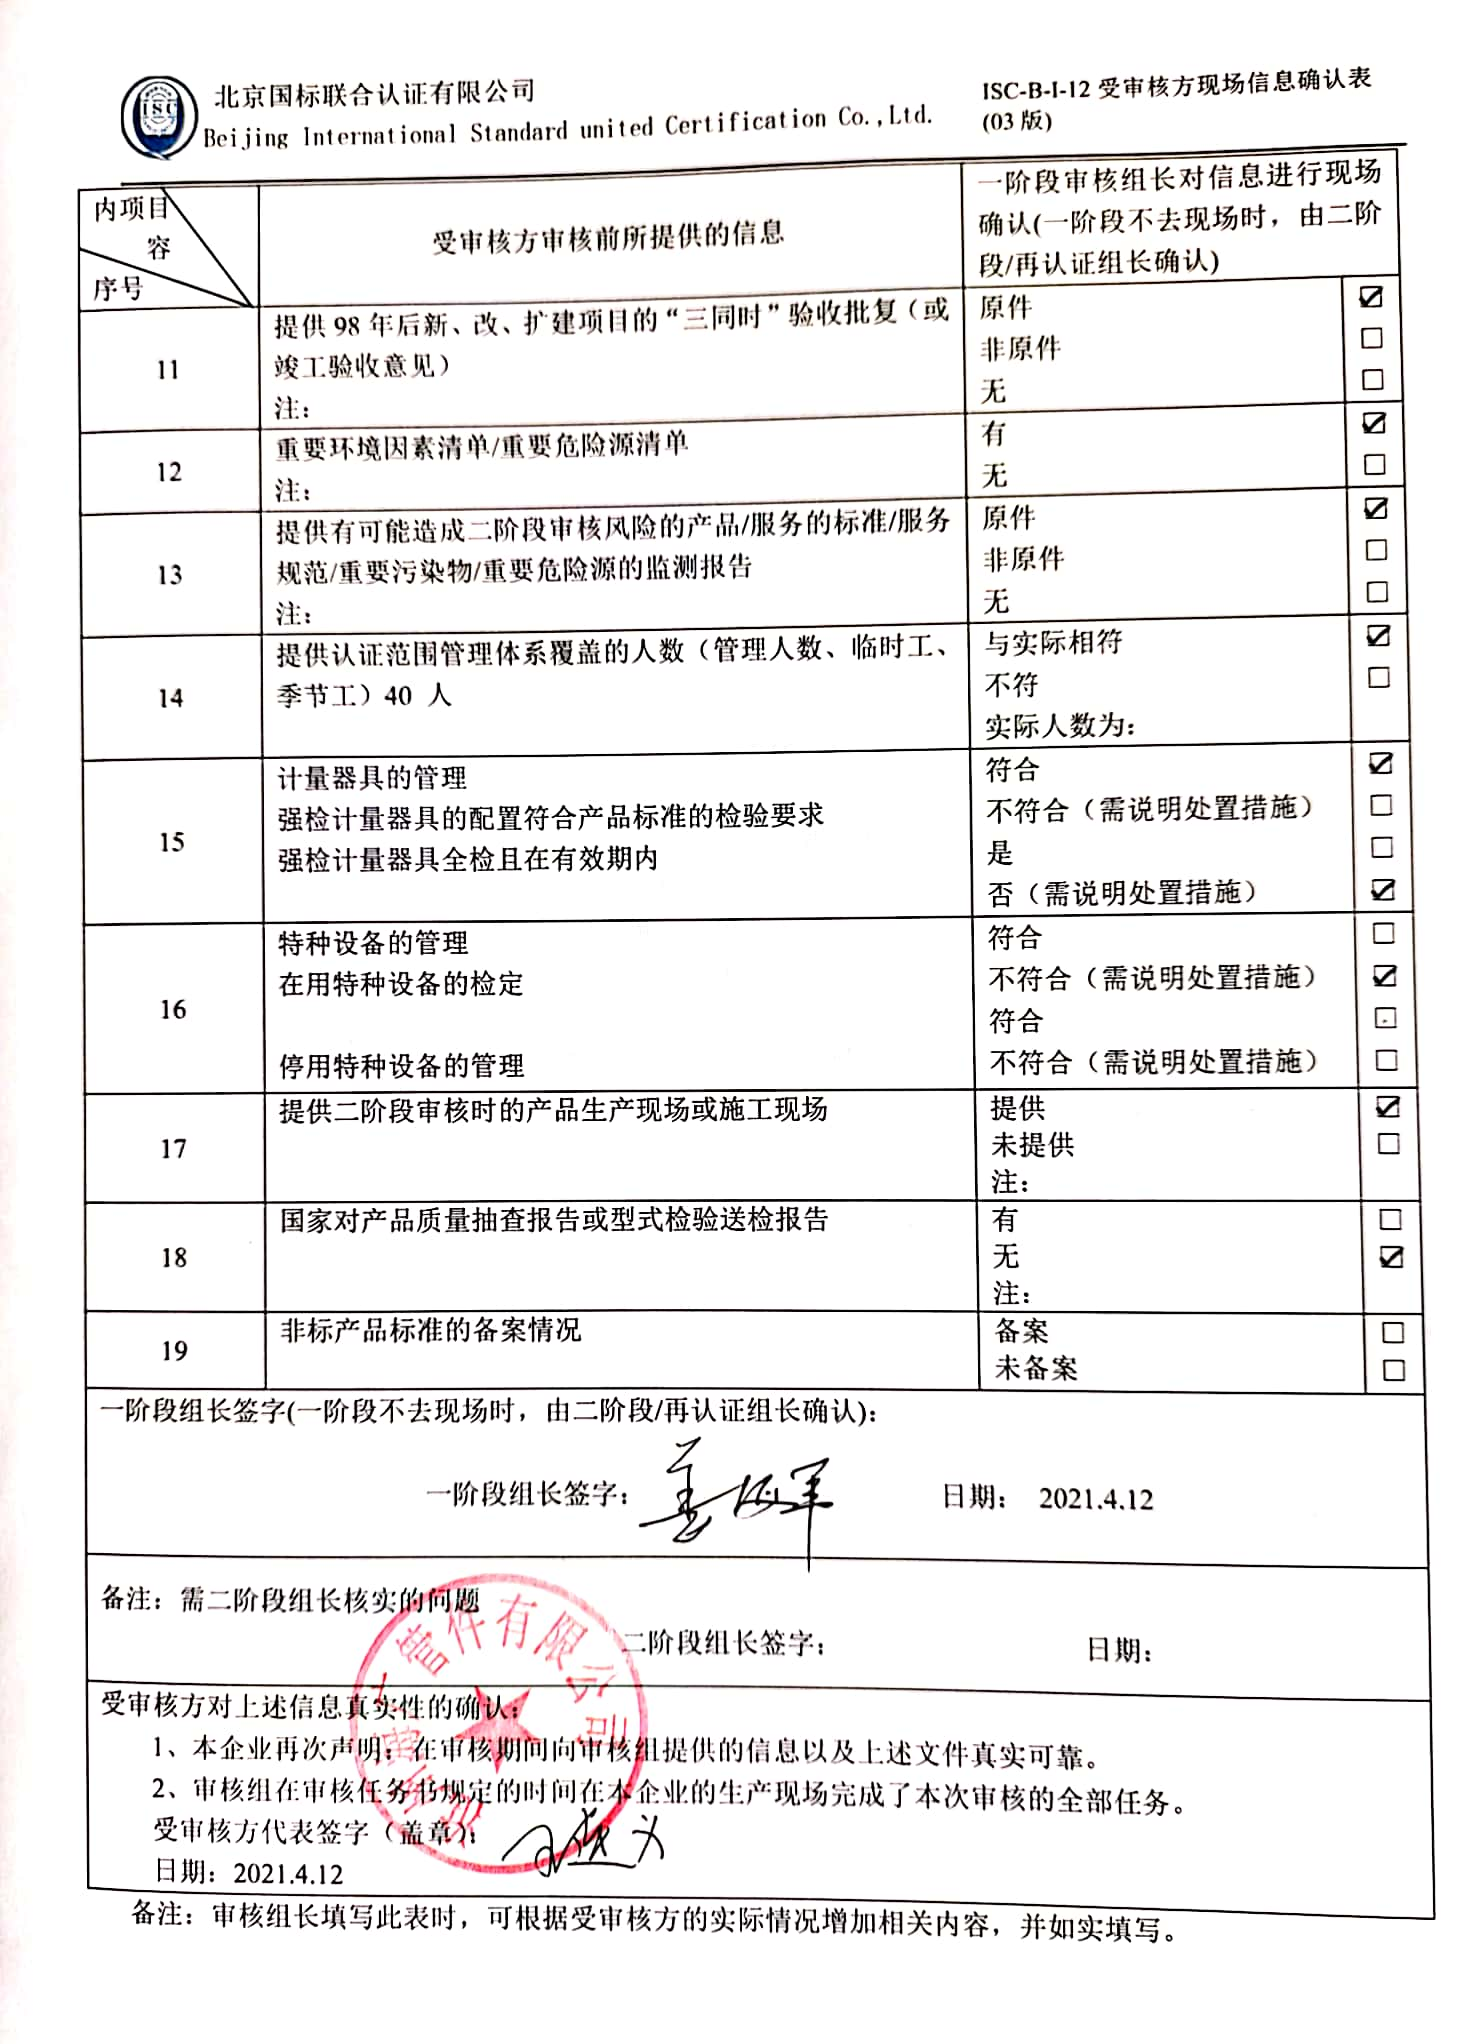 ISC
北京国标联合认证有限公司
Beijing International Standard united Certification Co.,Ltd.
ISC-B-I-12 受审核方现场信息确认表
(03 版)
内项目
容
序号
受审核方审核前所提供的信息
一阶段审核组长对信息进行现场
确认(一阶段不去现场时，由二阶
段/再认证组长确认)
11
提供 98 年后新、改、扩建项目的“三同时”验收批复（或
竣工验收意见）
注：
原件 ☑
非原件 □
无 □
12
重要环境因素清单/重要危险源清单
注：
有 ☑
无 □
13
提供有可能造成二阶段审核风险的产品/服务的标准/服务
规范/重要污染物/重要危险源的监测报告
注：
原件 ☑
非原件 □
无 □
14
提供认证范围管理体系覆盖的人数（管理人数、临时工、
季节工）40 人
与实际相符 ☑
不符 □
实际人数为:
15
计量器具的管理
强检计量器具的配置符合产品标准的检验要求
强检计量器具全检且在有效期内
符合 ☑
不符合（需说明处置措施） □
是 □
否（需说明处置措施） ☑
16
特种设备的管理
在用特种设备的检定
停用特种设备的管理
符合 □
不符合（需说明处置措施） ☑
符合 □
不符合（需说明处置措施） □
17
提供二阶段审核时的产品生产现场或施工现场
提供 ☑
未提供 □
注：
18
国家对产品质量抽查报告或型式检验送检报告
有 □
无 ☑
注：
19
非标产品标准的备案情况
备案 □
未备案 □
一阶段组长签字(一阶段不去现场时，由二阶段/再认证组长确认)：
一阶段组长签字：
日期： 2021.4.12
备注：需二阶段组长核实的问题
二阶段组长签字：
日期：
管件有限公司
受审核方对上述信息真实性的确认：
1、本企业再次声明：在审核期间向审核组提供的信息以及上述文件真实可靠。
2、审核组在审核任务书规定的时间在本企业的生产现场完成了本次审核的全部任务。
受审核方代表签字（盖章）：
日期：2021.4.12
备注：审核组长填写此表时，可根据受审核方的实际情况增加相关内容，并如实填写。